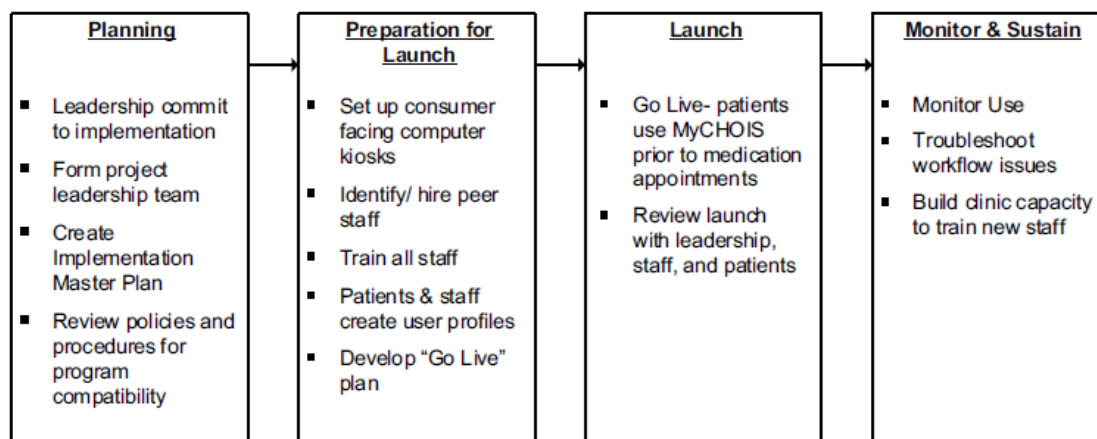 Planning
▪ Leadership commit
to implementation
▪ Form project
leadership team
▪ Create
Implementation
Master Plan
▪ Review policies and
procedures for
program
compatibility
Preparation for
Launch
▪ Set up consumer
facing computer
kiosks
▪ Identify/ hire peer
staff
▪ Train all staff
▪ Patients & staff
create user profiles
▪ Develop “Go Live”
plan
Launch
▪ Go Live- patients
use MyCHOIS
prior to medication
appointments
▪ Review launch
with leadership,
staff, and patients
Monitor & Sustain
▪ Monitor Use
▪ Troubleshoot
workflow issues
▪ Build clinic capacity
to train new staff